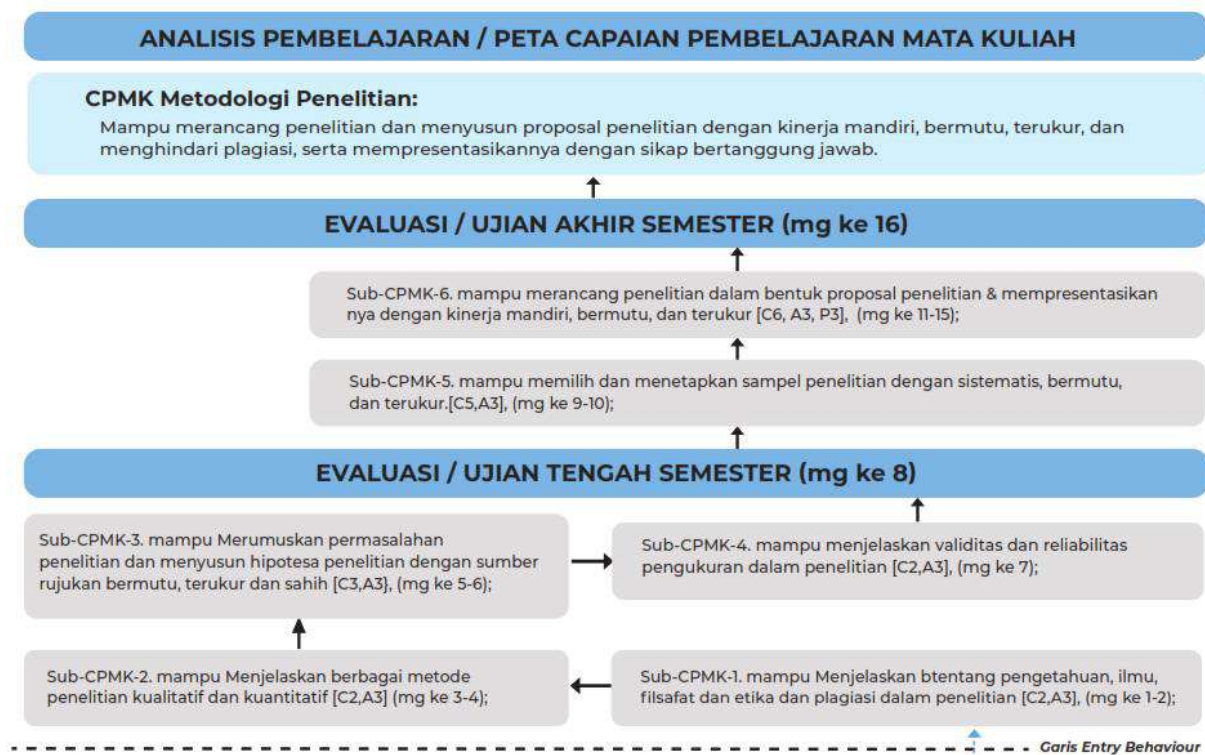 ANALISIS PEMBELAJARAN / PETA CAPAIAN PEMBELAJARAN MATA KULIAH
CPMK Metodologi Penelitian:
Mampu merancang penelitian dan menyusun proposal penelitian dengan kinerja mandiri, bermutu, terukur, dan
menghindari plagiasi, serta mempresentasikannya dengan sikap bertanggung jawab.
EVALUASI / UJIAN AKHIR SEMESTER (mg ke 16)
Sub-CPMK-6. mampu merancang penelitian dalam bentuk proposal penelitian & mempresentasikan
nya dengan kinerja mandiri, bermutu, dan terukur [C6, A3, P3], (mg ke 11-15);
Sub-CPMK-5. mampu memilih dan menetapkan sampel penelitian dengan sistematis, bermutu,
dan terukur.[C5,A3], (mg ke 9-10);
EVALUASI / UJIAN TENGAH SEMESTER (mg ke 8)
Sub-CPMK-3. mampu Merumuskan permasalahan
penelitian dan menyusun hipotesa penelitian dengan sumber
rujukan bermutu, terukur dan sahih [C3,A3}, (mg ke 5-6);
Sub-CPMK-4. mampu menjelaskan validitas dan reliabilitas
pengukuran dalam penelitian [C2,A3], (mg ke 7);
Sub-CPMK-2. mampu Menjelaskan berbagai metode
penelitian kualitatif dan kuantitatif [C2,A3] (mg ke 3-4);
Sub-CPMK-1. mampu Menjelaskan btentang pengetahuan, ilmu,
filsafat dan etika dan plagiasi dalam penelitian [C2,A3], (mg ke 1-2);
Garis Entry Behaviour